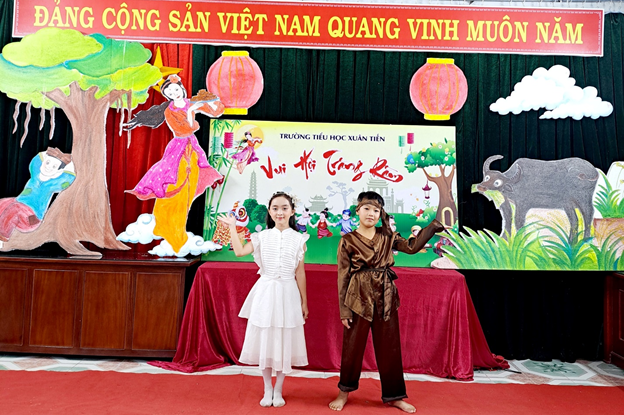 ĐẢNG CỘNG SẢN VIỆT NAM QUANG VINH MUÔN NĂM
TRƯỜNG TIỂU HỌC XUÂN TIẾN
Vui Hội Trăng Rằm